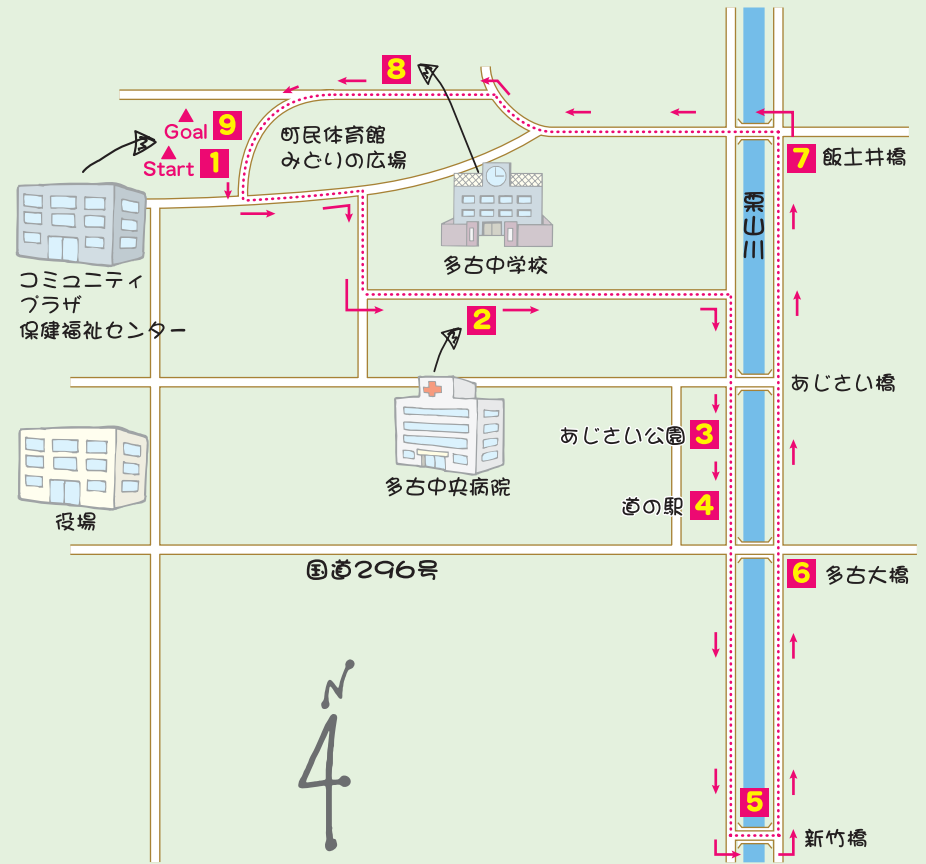 8
Goal 9
Start 1
町民体育館
みどりの広場
7 飯土井橋
栗山川
多古中学校
コミュニティ
プラザ
保健福祉センター
2
あじさい橋
あじさい公園 3
多古中央病院
道の駅 4
役場
国道296号
6 多古大橋
N
5
新竹橋